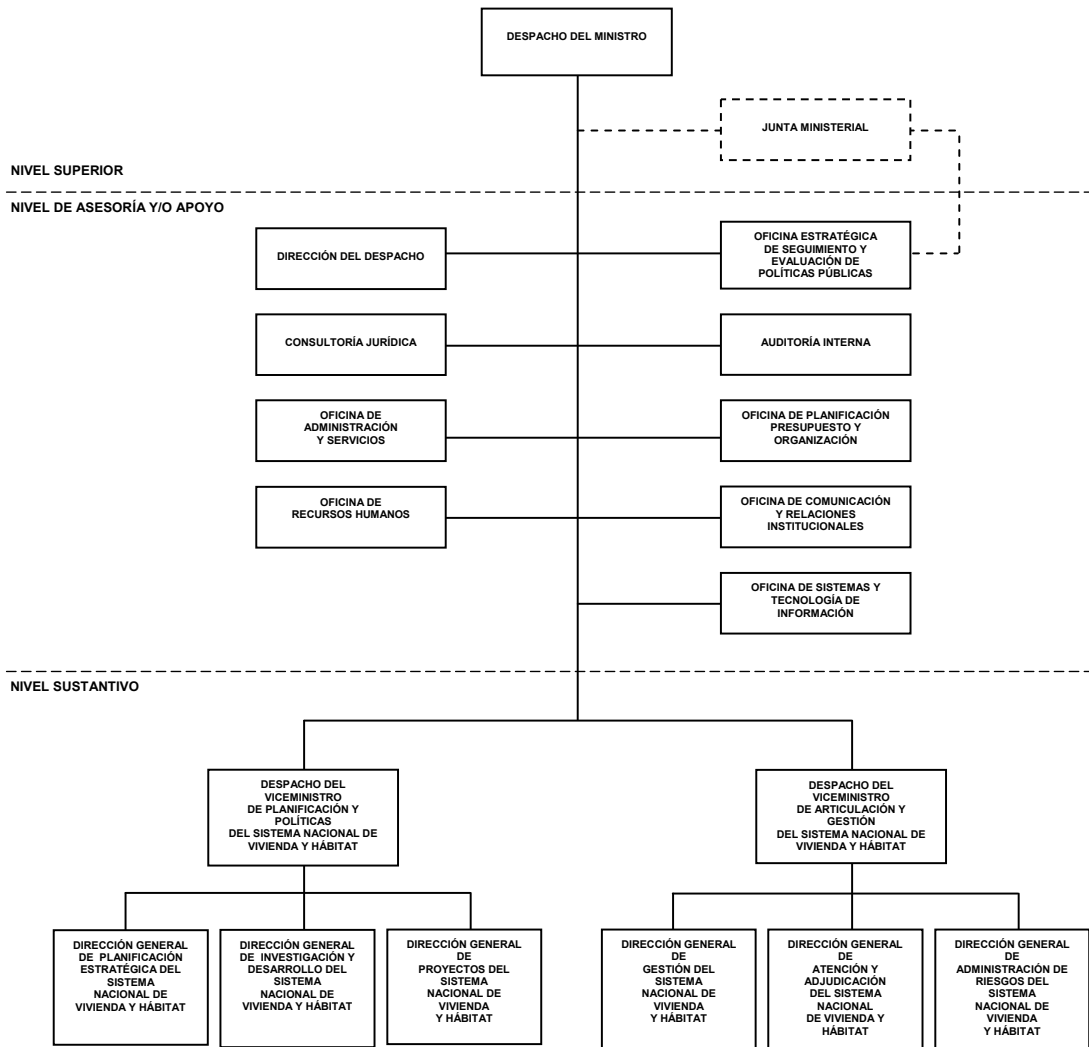 DESPACHO DEL MINISTRO
JUNTA MINISTERIAL
NIVEL SUPERIOR
NIVEL DE ASESORÍA Y/O APOYO
DIRECCIÓN DEL DESPACHO
OFICINA ESTRATÉGICA
DE SEGUIMIENTO Y
EVALUACIÓN DE
POLÍTICAS PÚBLICAS
CONSULTORÍA JURÍDICA
AUDITORÍA INTERNA
OFICINA DE
ADMINISTRACIÓN
Y SERVICIOS
OFICINA DE PLANIFICACIÓN
PRESUPUESTO Y
ORGANIZACIÓN
OFICINA DE
RECURSOS HUMANOS
OFICINA DE COMUNICACIÓN
Y RELACIONES
INSTITUCIONALES
OFICINA DE SISTEMAS Y
TECNOLOGÍA DE
INFORMACIÓN
NIVEL SUSTANTIVO
DESPACHO DEL
VICEMINISTRO
DE PLANIFICACIÓN Y
POLÍTICAS
DEL SISTEMA NACIONAL DE
VIVIENDA Y HÁBITAT
DESPACHO DEL
VICEMINISTRO
DE ARTICULACIÓN Y
GESTIÓN
DEL SISTEMA NACIONAL DE
VIVIENDA Y HÁBITAT
DIRECCIÓN GENERAL
DE PLANIFICACIÓN
ESTRATÉGICA DEL
SISTEMA
NACIONAL DE
VIVIENDA Y HÁBITAT
DIRECCIÓN GENERAL
DE INVESTIGACIÓN Y
DESARROLLO DEL
SISTEMA
NACIONAL DE
VIVIENDA Y HÁBITAT
DIRECCIÓN GENERAL
DE
PROYECTOS DEL
SISTEMA
NACIONAL DE
VIVIENDA
Y HÁBITAT
DIRECCIÓN GENERAL
DE
GESTIÓN DEL
SISTEMA
NACIONAL DE
VIVIENDA
Y HÁBITAT
DIRECCIÓN GENERAL
DE
ATENCIÓN Y
ADJUDICACIÓN
DEL SISTEMA
NACIONAL
DE VIVIENDA Y
HÁBITAT
DIRECCIÓN GENERAL
DE
ADMINISTRACIÓN DE
RIESGOS DEL
SISTEMA
NACIONAL DE
VIVIENDA
Y HÁBITAT